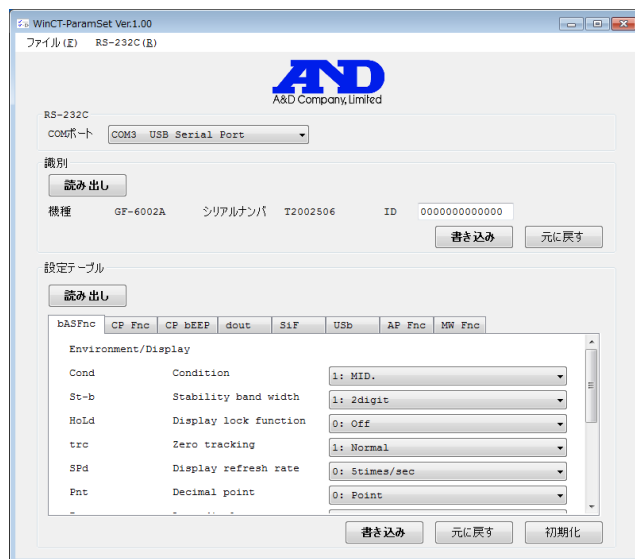 WinCT-ParamSet Ver.1.00
ファイル(F) RS-232C(R)
AND
A&D Company, Limited
RS-232C
COMポート COM3 USB Serial Port
識別
読み出し
機種 GF-6002A シリアルナンバ T2002506 ID 0000000000000
書き込み 元に戻す
設定テーブル
読み出し
bASFnc CP Fnc CP bEEP dout SiF USb AP Fnc MW Fnc
Environment/Display
Cond Condition 1: MID.
St-b Stability band width 1: 2digit
HoLd Display lock function 0: Off
trc Zero tracking 1: Normal
SPd Display refresh rate 0: 5times/sec
Pnt Decimal point 0: Point
書き込み 元に戻す 初期化